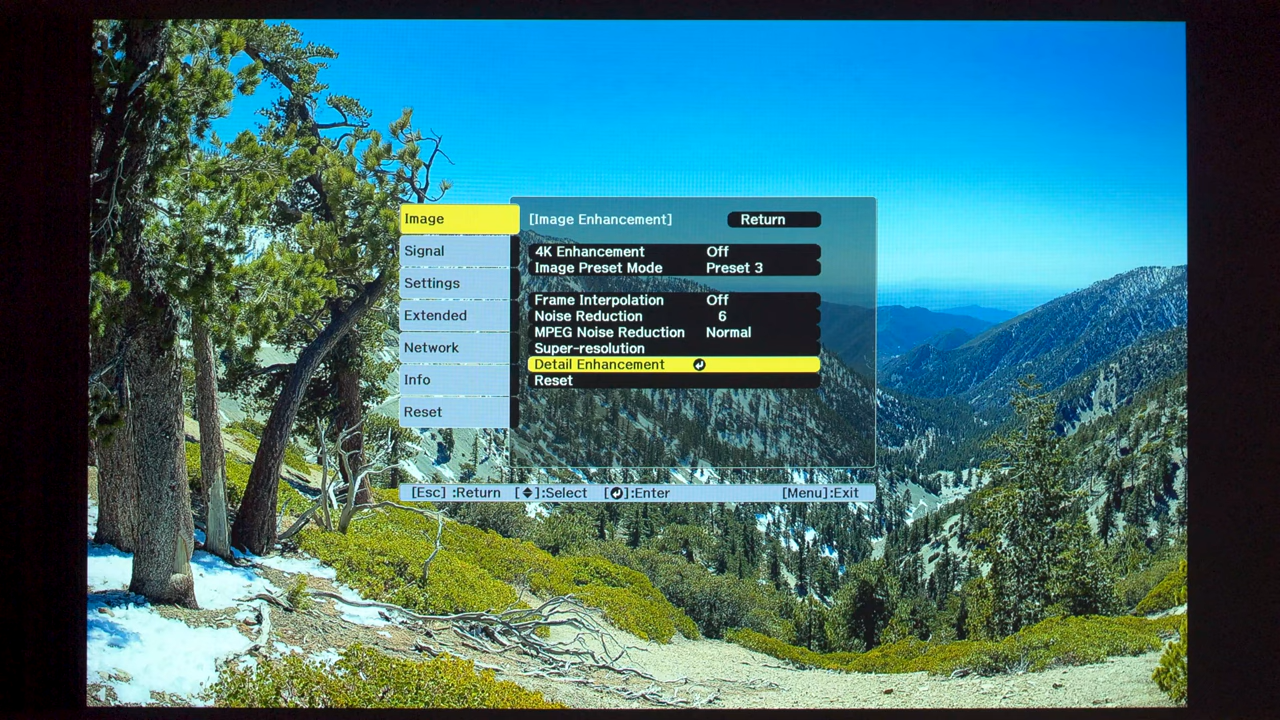 Image
[Image Enhancement] Return
Signal
4K Enhancement Off
Image Preset Mode Preset 3
Settings
Frame Interpolation Off
Extended
Noise Reduction 6
MPEG Noise Reduction Normal
Network
Super-resolution
Detail Enhancement
Info
Reset
Reset
[Esc] :Return [ ]:Select [ ]:Enter [Menu]:Exit